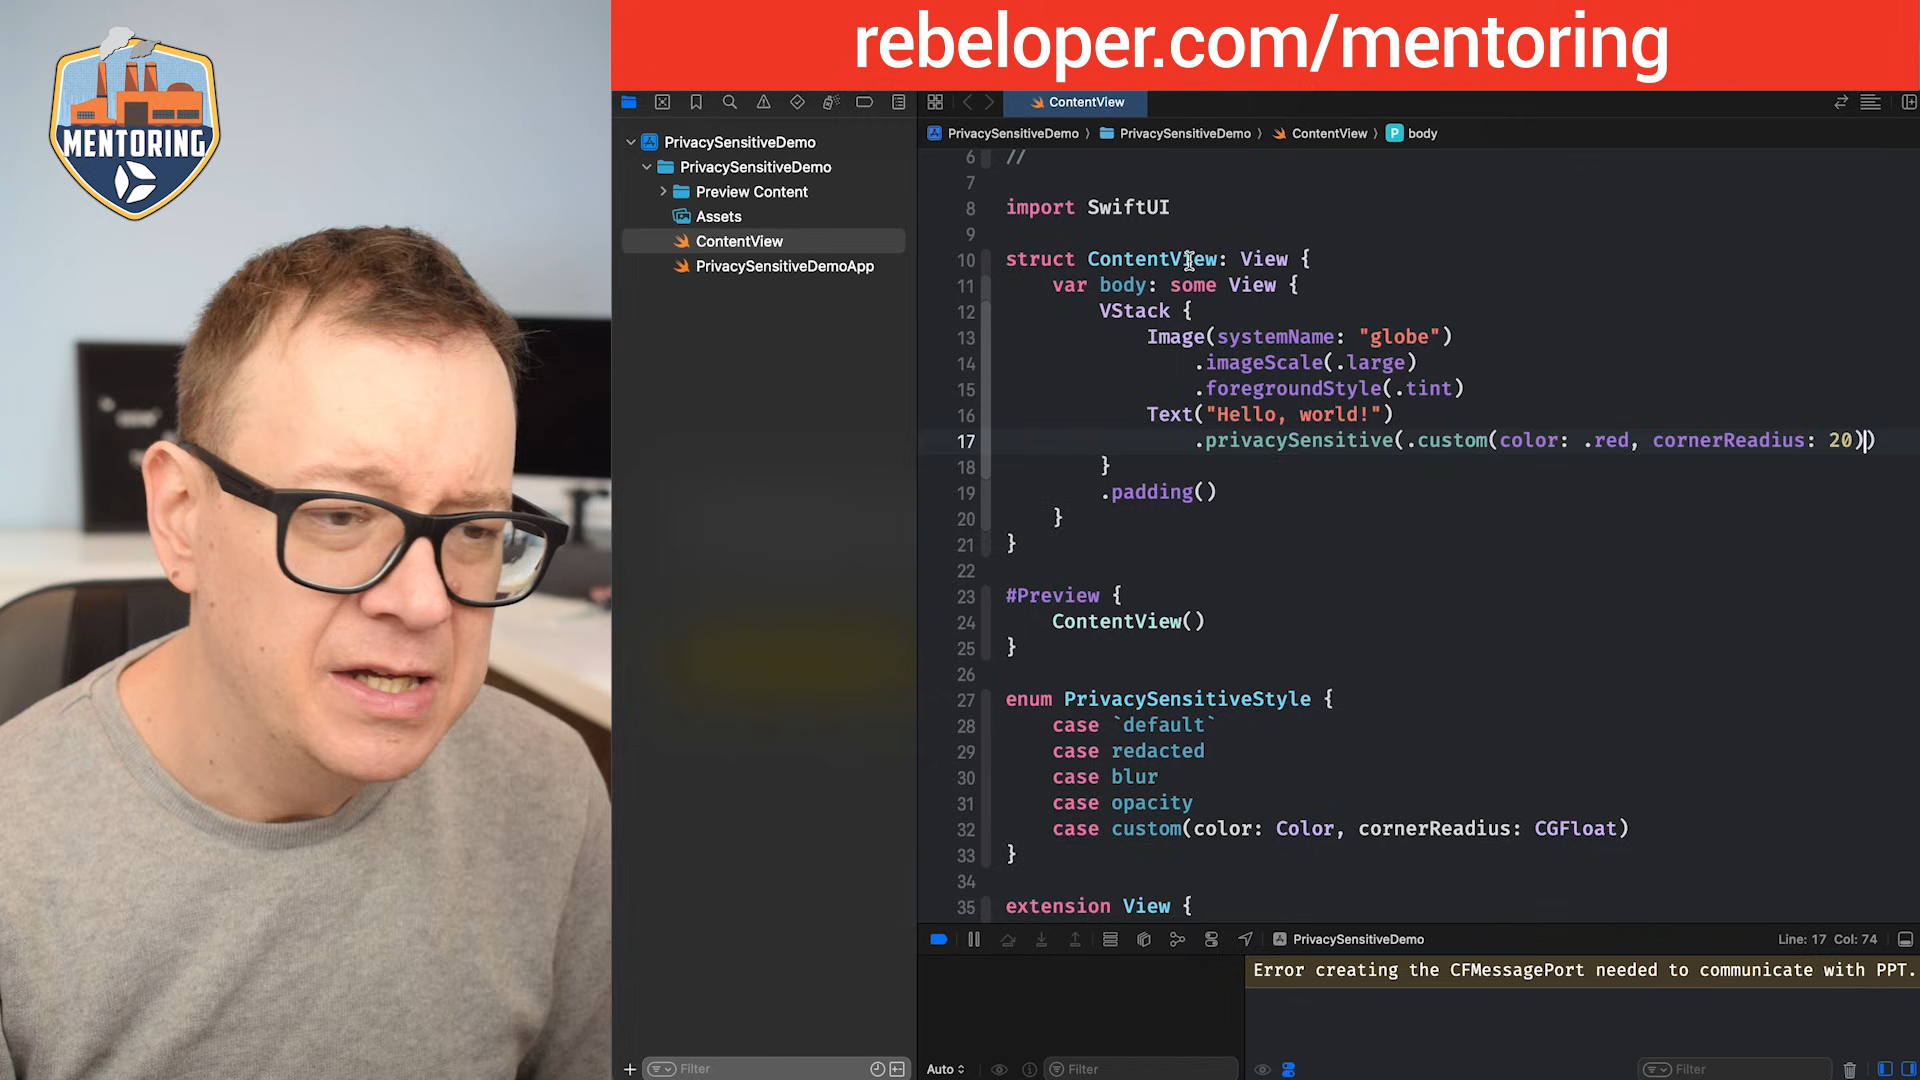 rebeloper.com/mentoring
MENTORING
ContentView
PrivacySensitiveDemo
PrivacySensitiveDemo
Preview Content
Assets
ContentView
PrivacySensitiveDemoApp
PrivacySensitiveDemo 〉 PrivacySensitiveDemo 〉 ContentView 〉 P body
6 //
7
8 import SwiftUI
9
10 struct ContentView: View {
11 var body: some View {
12 VStack {
13 Image(systemName: "globe")
14 .imageScale(.large)
15 .foregroundStyle(.tint)
16 Text("Hello, world!")
17 .privacySensitive(.custom(color: .red, cornerReadius: 20))
18 }
19 .padding()
20 }
21 }
22
23 #Preview {
24 ContentView()
25 }
26
27 enum PrivacySensitiveStyle {
28 case `default`
29 case redacted
30 case blur
31 case opacity
32 case custom(color: Color, cornerReadius: CGFloat)
33 }
34
35 extension View {
PrivacySensitiveDemo
Line: 17 Col: 74
Error creating the CFMessagePort needed to communicate with PPT.
Filter
Auto
Filter
Filter